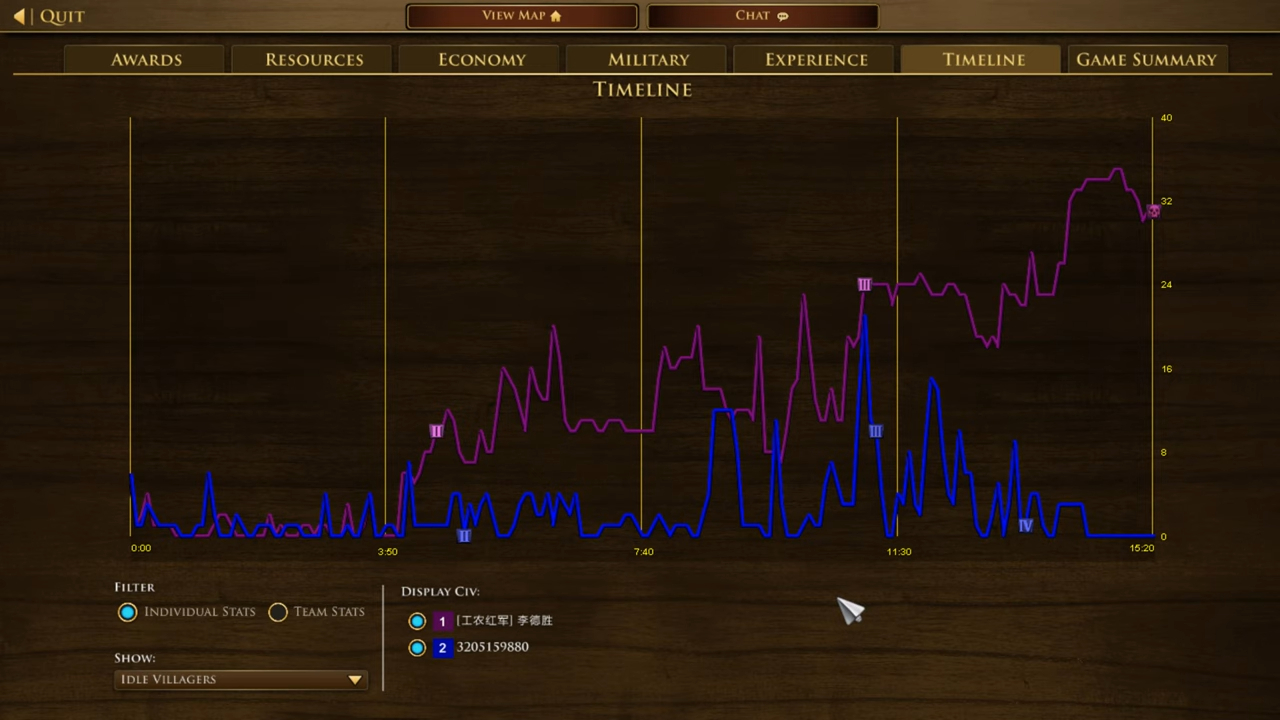 QUIT
VIEW MAP
CHAT
AWARDS
RESOURCES
ECONOMY
MILITARY
EXPERIENCE
TIMELINE
GAME SUMMARY
TIMELINE
40
32
III
24
16
II
III
8
IV
II
0
0:00
3:50
7:40
11:30
15:20
FILTER
INDIVIDUAL STATS
TEAM STATS
SHOW:
IDLE VILLAGERS
DISPLAY CIV:
1 [工农红军] 李德胜
2 3205159880